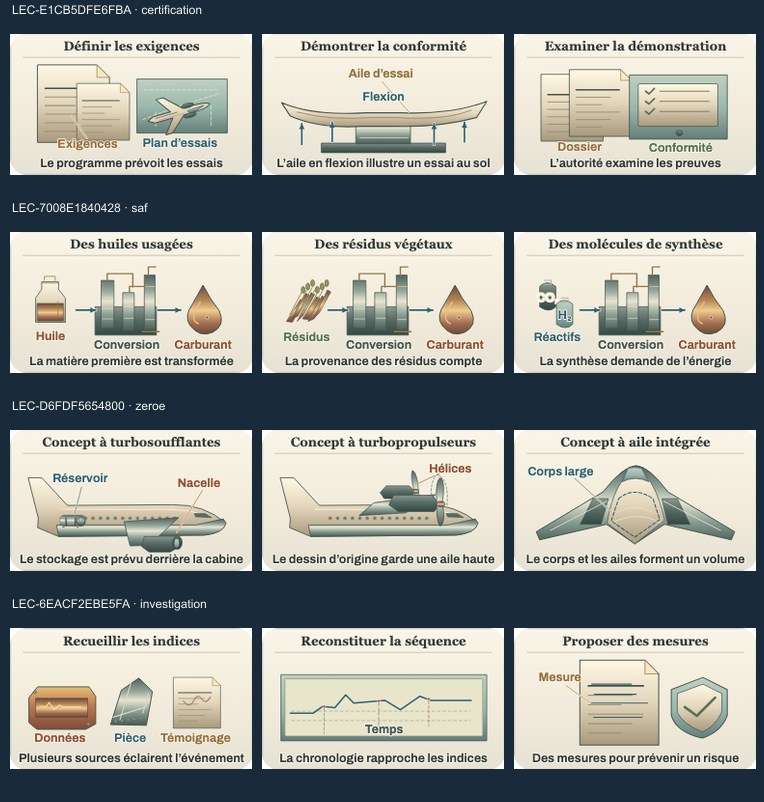 LEC-E1CB5DFE6FBA · certification
Définir les exigences
Exigences
Plan d’essais
Le programme prévoit les essais
Démontrer la conformité
Aile d’essai
Flexion
L’aile en flexion illustre un essai au sol
Examiner la démonstration
Dossier
Conformité
L’autorité examine les preuves
LEC-7008E1840428 · saf
Des huiles usagées
Huile
Conversion
Carburant
La matière première est transformée
Des résidus végétaux
Résidus
Conversion
Carburant
La provenance des résidus compte
Des molécules de synthèse
H₂
Réactifs
Conversion
Carburant
La synthèse demande de l’énergie
LEC-D6FDF5654800 · zeroe
Concept à turbosoufflantes
Réservoir
Nacelle
Le stockage est prévu derrière la cabine
Concept à turbopropulseurs
Hélices
Le dessin d’origine garde une aile haute
Concept à aile intégrée
Corps large
Le corps et les ailes forment un volume
LEC-6EACF2EBE5FA · investigation
Recueillir les indices
Données
Pièce
Témoignage
Plusieurs sources éclairent l’événement
Reconstituer la séquence
Temps
La chronologie rapproche les indices
Proposer des mesures
Mesure
Des mesures pour prévenir un risque